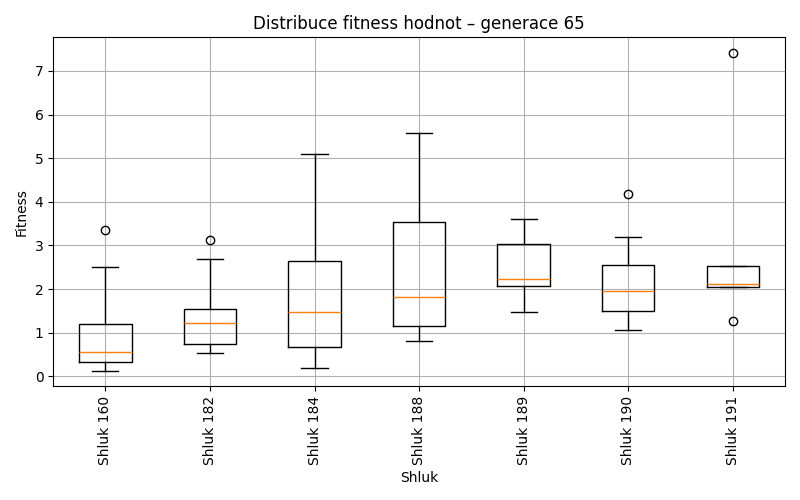 Distribuce fitness hodnot – generace 65
Fitness
7
6
5
4
3
2
1
0
Shluk 160
Shluk 182
Shluk 184
Shluk 188
Shluk 189
Shluk 190
Shluk 191
Shluk